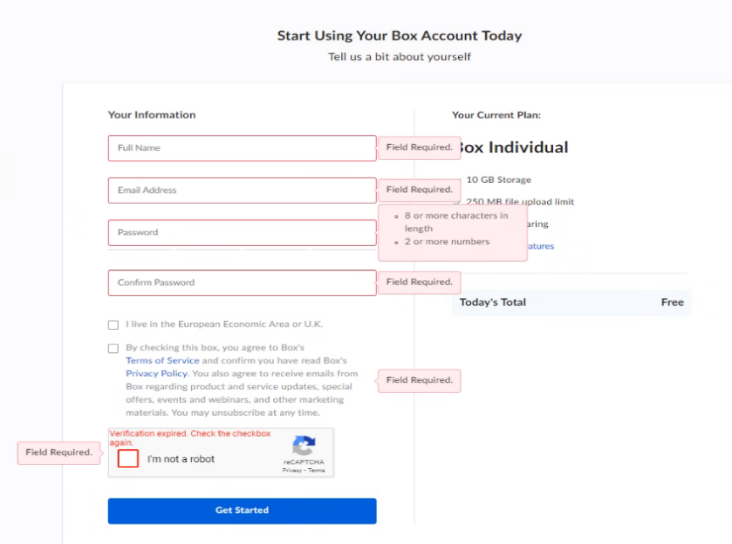 Start Using Your Box Account Today
Tell us a bit about yourself
Your Information
Full Name
Field Required.
Email Address
Field Required.
Password
8 or more characters in
length
2 or more numbers
Confirm Password
Field Required.
I live in the European Economic Area or U.K.
By checking this box, you agree to Box's
Terms of Service and confirm you have read Box's
Privacy Policy. You also agree to receive emails from
Box regarding product and service updates, special
offers, events and webinars, and other marketing
materials. You may unsubscribe at any time.
Field Required.
Field Required.
Verification expired. Check the checkbox
again.
I'm not a robot
reCAPTCHA
Privacy - Terms
Get Started
Your Current Plan:
Box Individual
10 GB Storage
250 MB file upload limit
Today's Total Free